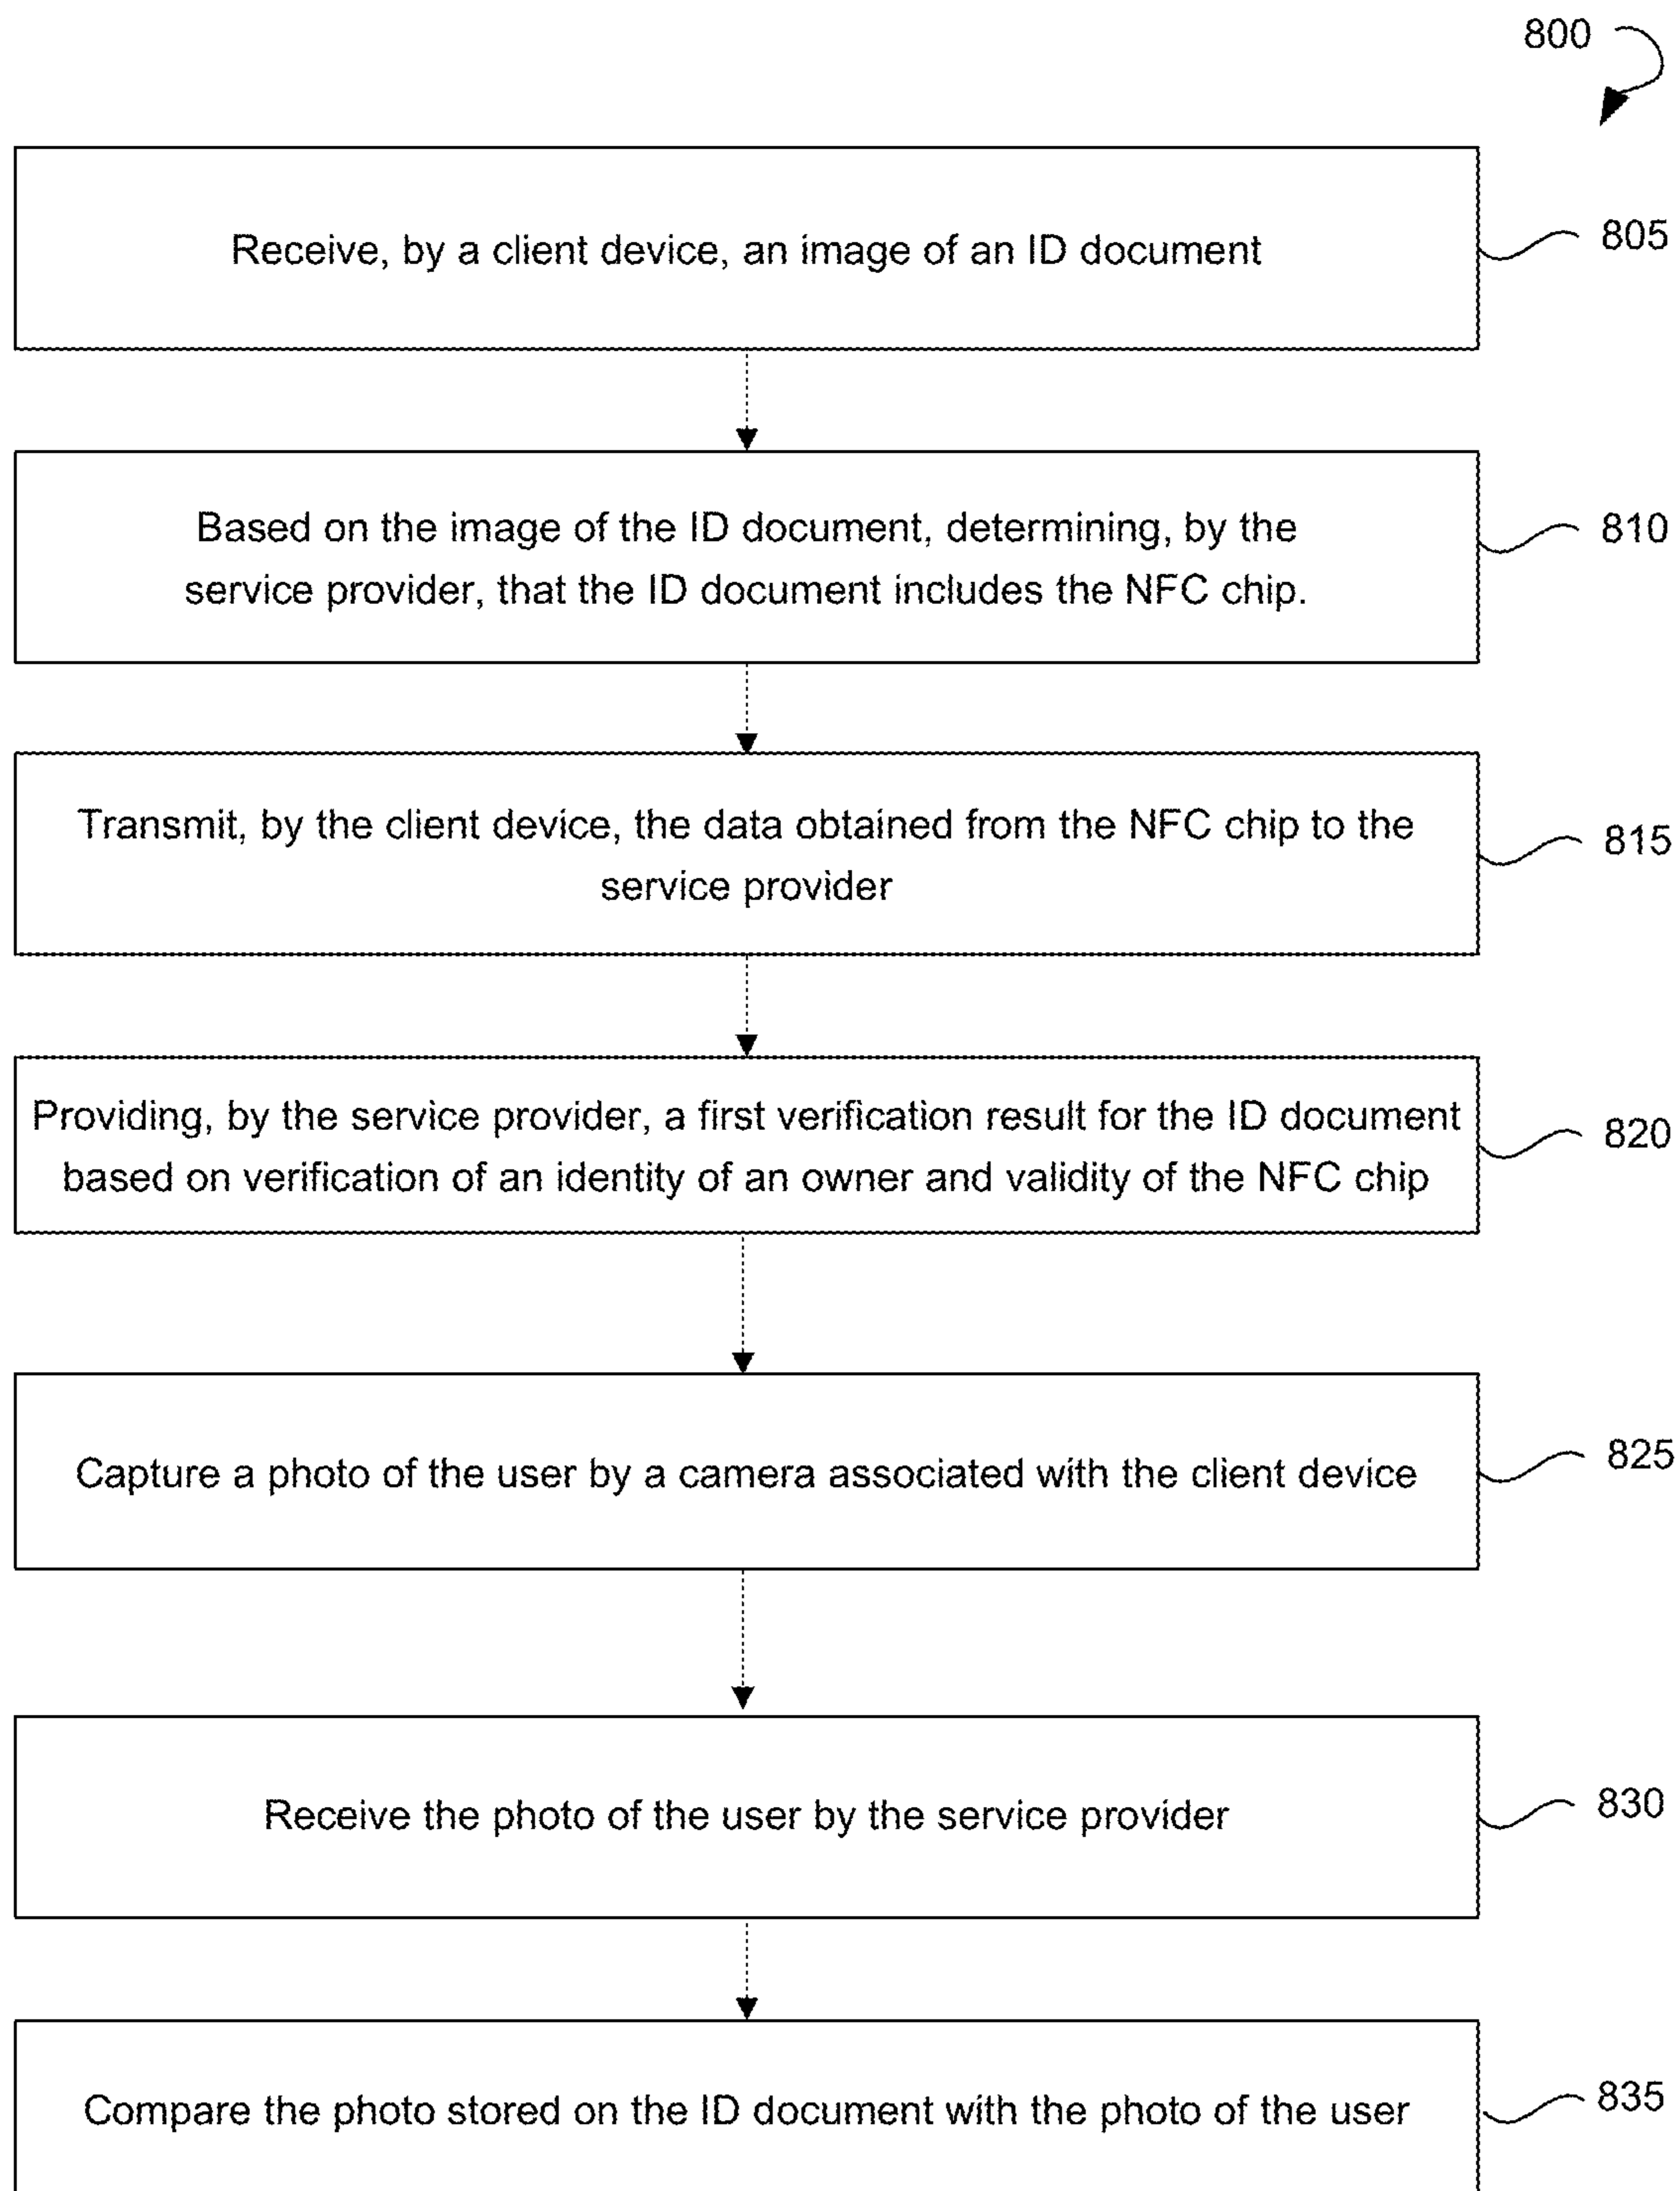 800
Receive, by a client device, an image of an ID document
805
Based on the image of the ID document, determining, by the
service provider, that the ID document includes the NFC chip.
810
Transmit, by the client device, the data obtained from the NFC chip to the
service provider
815
Providing, by the service provider, a first verification result for the ID document
based on verification of an identity of an owner and validity of the NFC chip
820
Capture a photo of the user by a camera associated with the client device
825
Receive the photo of the user by the service provider
830
Compare the photo stored on the ID document with the photo of the user
835